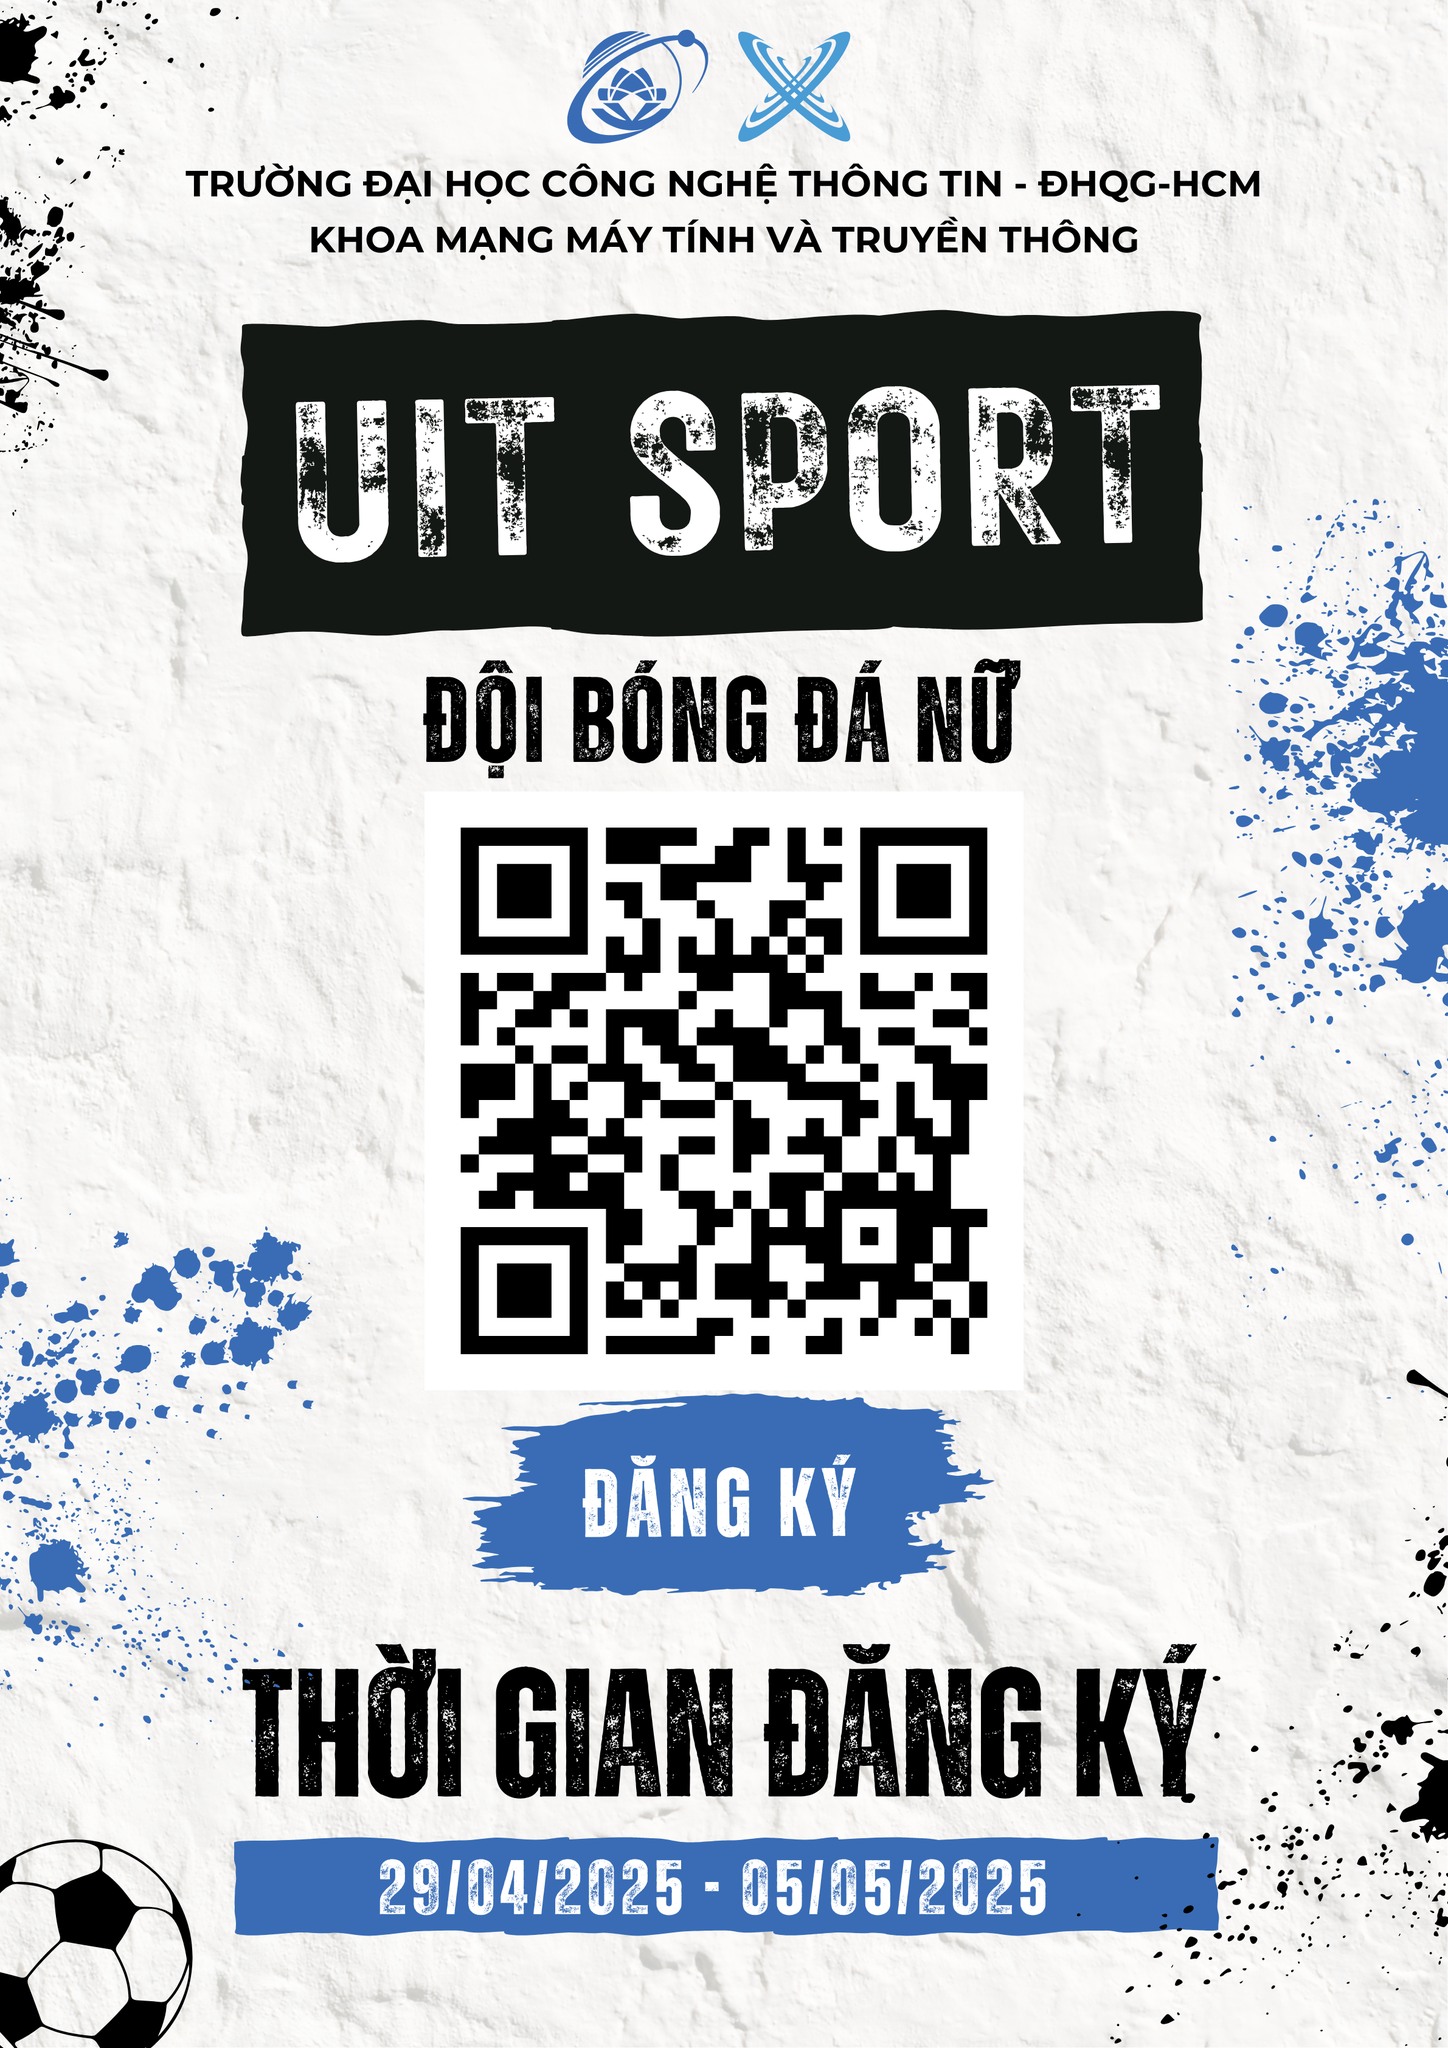 TRƯỜNG ĐẠI HỌC CÔNG NGHỆ THÔNG TIN - ĐHQG-HCM
KHOA MẠNG MÁY TÍNH VÀ TRUYỀN THÔNG
UIT SPORT
ĐỘI BÓNG ĐÁ NỮ
ĐĂNG KÝ
THỜI GIAN ĐĂNG KÝ
29/04/2025 - 05/05/2025